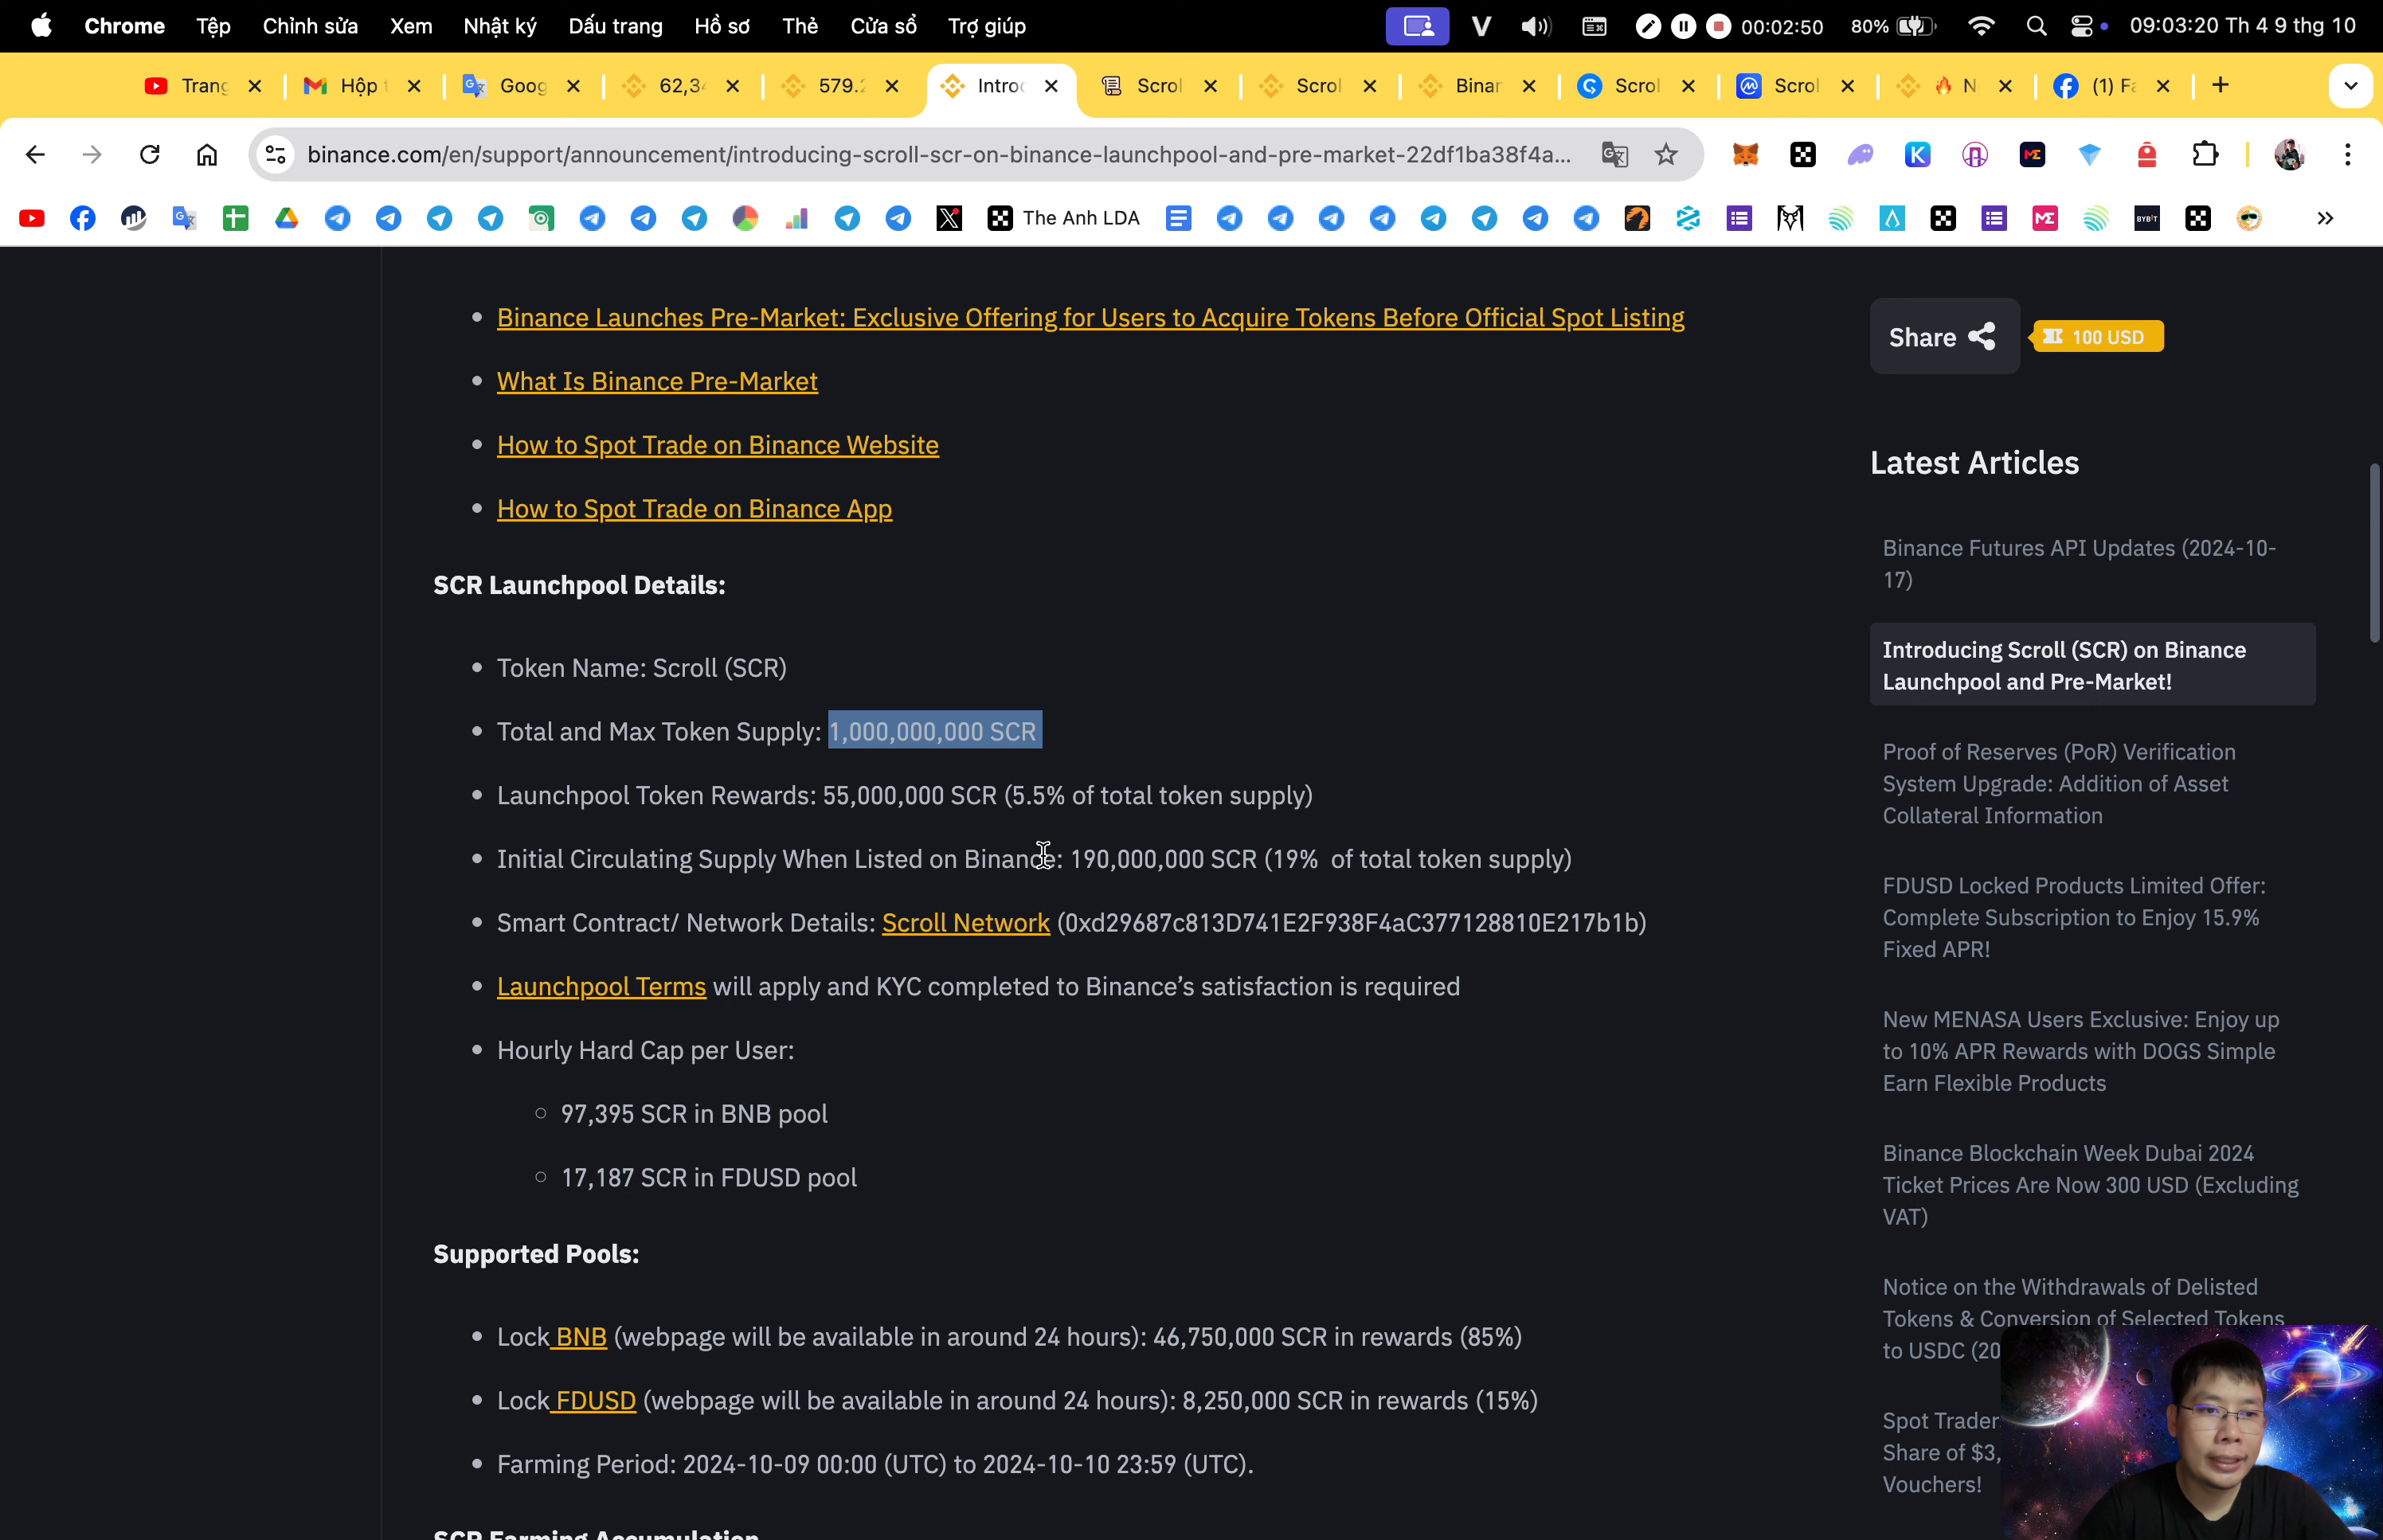 Chrome Tệp Chỉnh sửa Xem Nhật ký Dấu trang Hồ sơ Thẻ Cửa sổ Trợ giúp V 00:02:50 80% 09:03:20 Th 4 9 thg 10
Trang Hộp Goog 62,3 579. Intro Scrol Scrol Binar Scrol Scrol N (1) Fa
binance.com/en/support/announcement/introducing-scroll-scr-on-binance-launchpool-and-pre-market-22df1ba38f4a...
The Anh LDA BYBIT
Binance Launches Pre-Market: Exclusive Offering for Users to Acquire Tokens Before Official Spot Listing
What Is Binance Pre-Market
How to Spot Trade on Binance Website
How to Spot Trade on Binance App
SCR Launchpool Details:
Token Name: Scroll (SCR)
Total and Max Token Supply: 1,000,000,000 SCR
Launchpool Token Rewards: 55,000,000 SCR (5.5% of total token supply)
Initial Circulating Supply When Listed on Binance: 190,000,000 SCR (19% of total token supply)
Smart Contract/ Network Details: Scroll Network (0xd29687c813D741E2F938F4aC377128810E217b1b)
Launchpool Terms will apply and KYC completed to Binance’s satisfaction is required
Hourly Hard Cap per User:
97,395 SCR in BNB pool
17,187 SCR in FDUSD pool
Supported Pools:
Lock BNB (webpage will be available in around 24 hours): 46,750,000 SCR in rewards (85%)
Lock FDUSD (webpage will be available in around 24 hours): 8,250,000 SCR in rewards (15%)
Farming Period: 2024-10-09 00:00 (UTC) to 2024-10-10 23:59 (UTC).
SCR Farming Accumulation
Share 100 USD
Latest Articles
Binance Futures API Updates (2024-10-
17)
Introducing Scroll (SCR) on Binance
Launchpool and Pre-Market!
Proof of Reserves (PoR) Verification
System Upgrade: Addition of Asset
Collateral Information
FDUSD Locked Products Limited Offer:
Complete Subscription to Enjoy 15.9%
Fixed APR!
New MENASA Users Exclusive: Enjoy up
to 10% APR Rewards with DOGS Simple
Earn Flexible Products
Binance Blockchain Week Dubai 2024
Ticket Prices Are Now 300 USD (Excluding
VAT)
Notice on the Withdrawals of Delisted
Tokens & Conversion of Selected Tokens
to USDC (20
Spot Trader
Share of $3,
Vouchers!